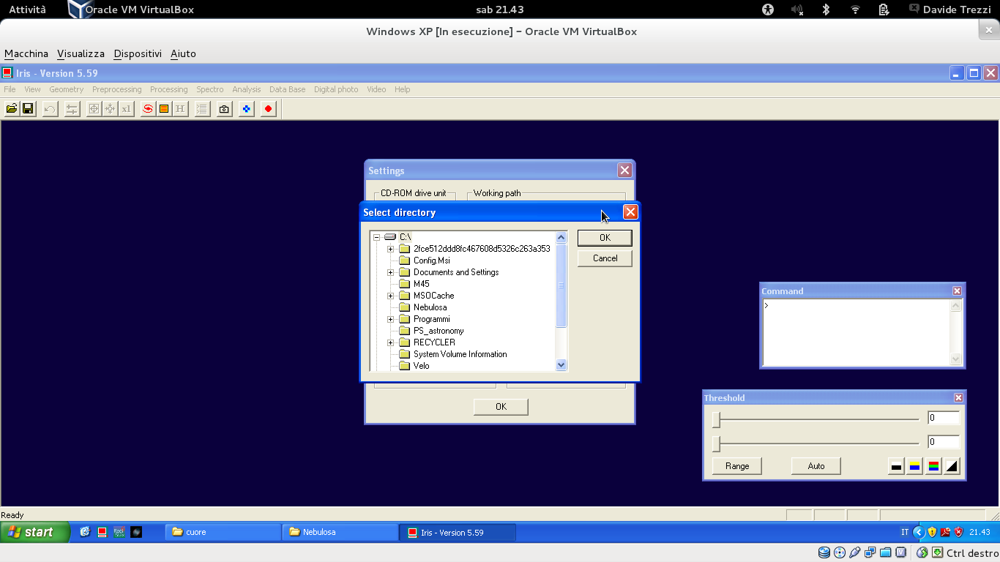 Attività Oracle VM VirtualBox sab 21.43 Davide Trezzi
Windows XP [In esecuzione] – Oracle VM VirtualBox
Macchina Visualizza Dispositivi Aiuto
Iris - Version 5.59
File View Geometry Preprocessing Processing Spectro Analysis Data Base Digital photo Video Help
x1 H
Settings
CD-ROM drive unit Working path
Select directory
C:\
2fce512ddd8fc467608d5326c263a353
Config.Msi
Documents and Settings
M45
MSOCache
Nebulosa
Programmi
PS_astronomy
RECYCLER
System Volume Information
Velo
OK
Cancel
OK
Command
>
Threshold
0
0
Range Auto
Ready
start cuore Nebulosa Iris - Version 5.59 IT 21.43
Ctrl destro